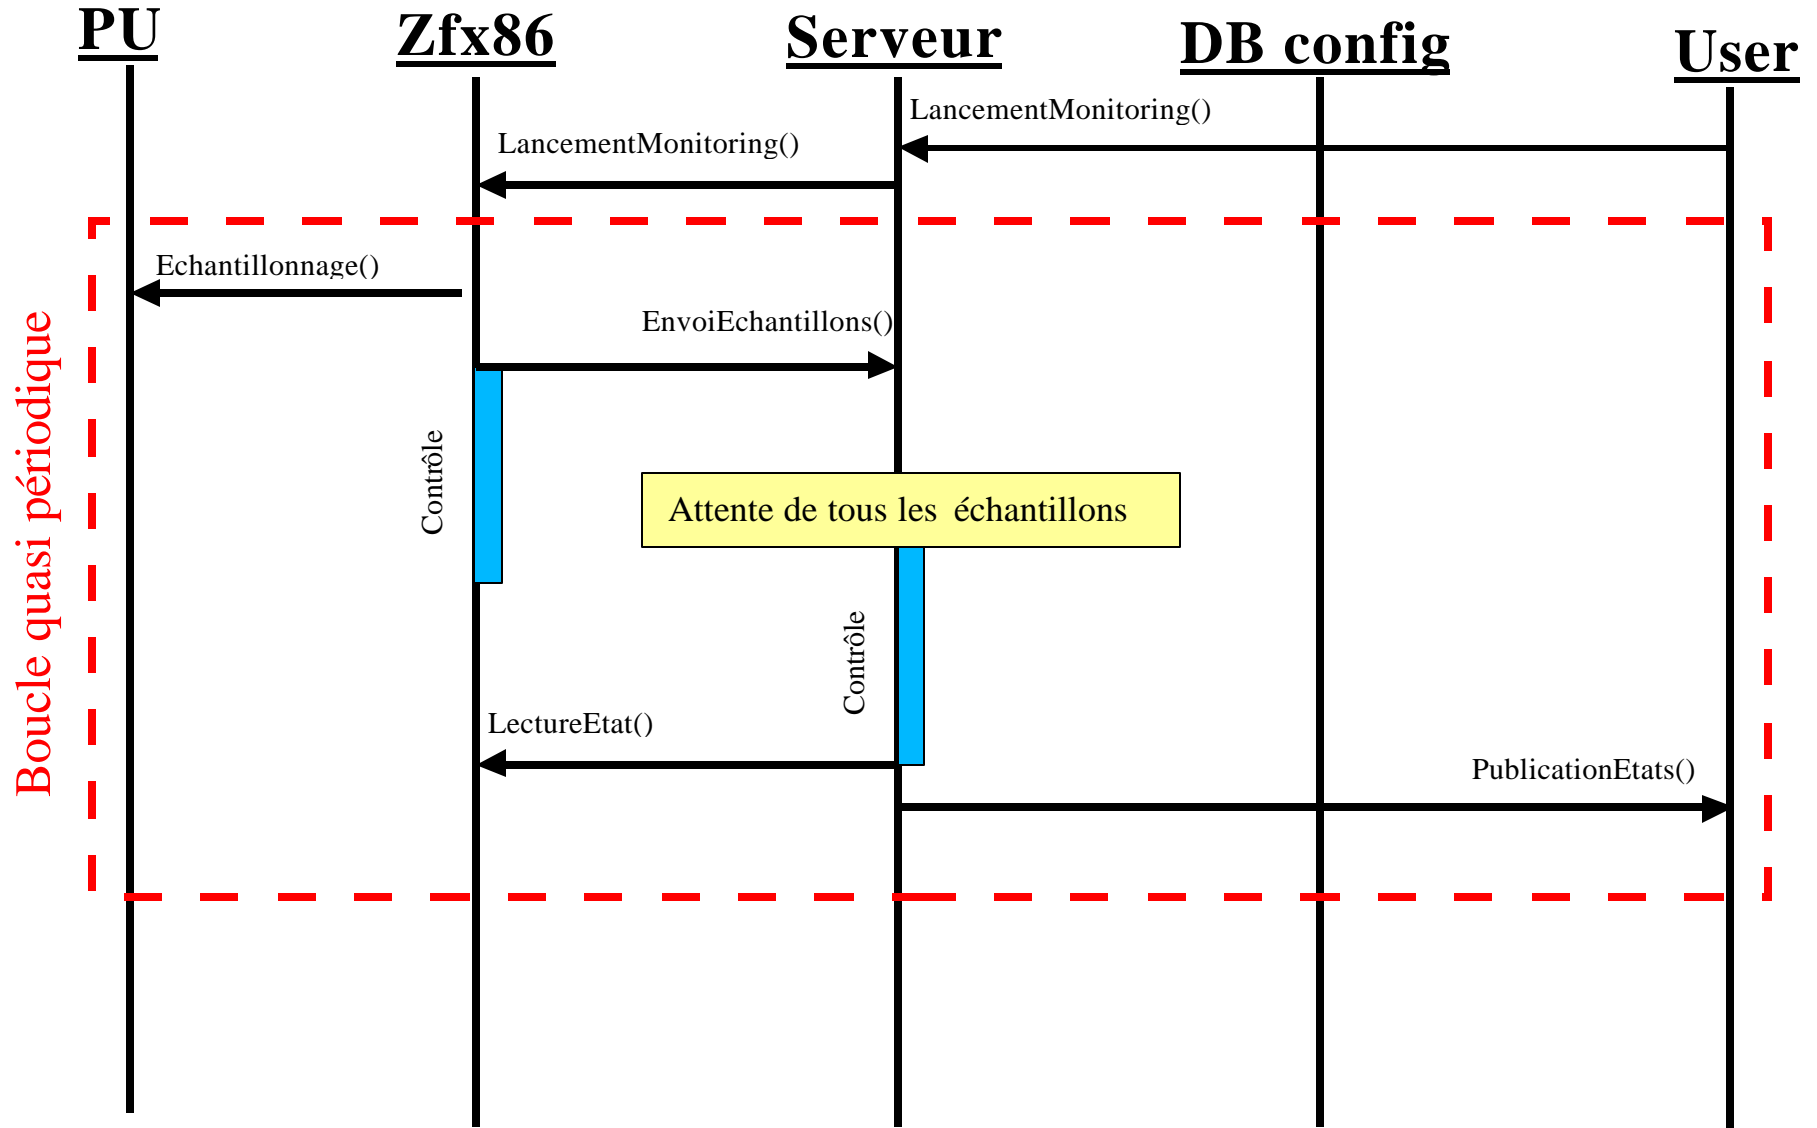 PU
Zfx86
Serveur
DB config
User
LancementMonitoring()
LancementMonitoring()
Echantillonnage()
EnvoiEchantillons()
Boucle quasi périodique
Contrôle
Attente de tous les échantillons
Contrôle
LectureEtat()
PublicationEtats()